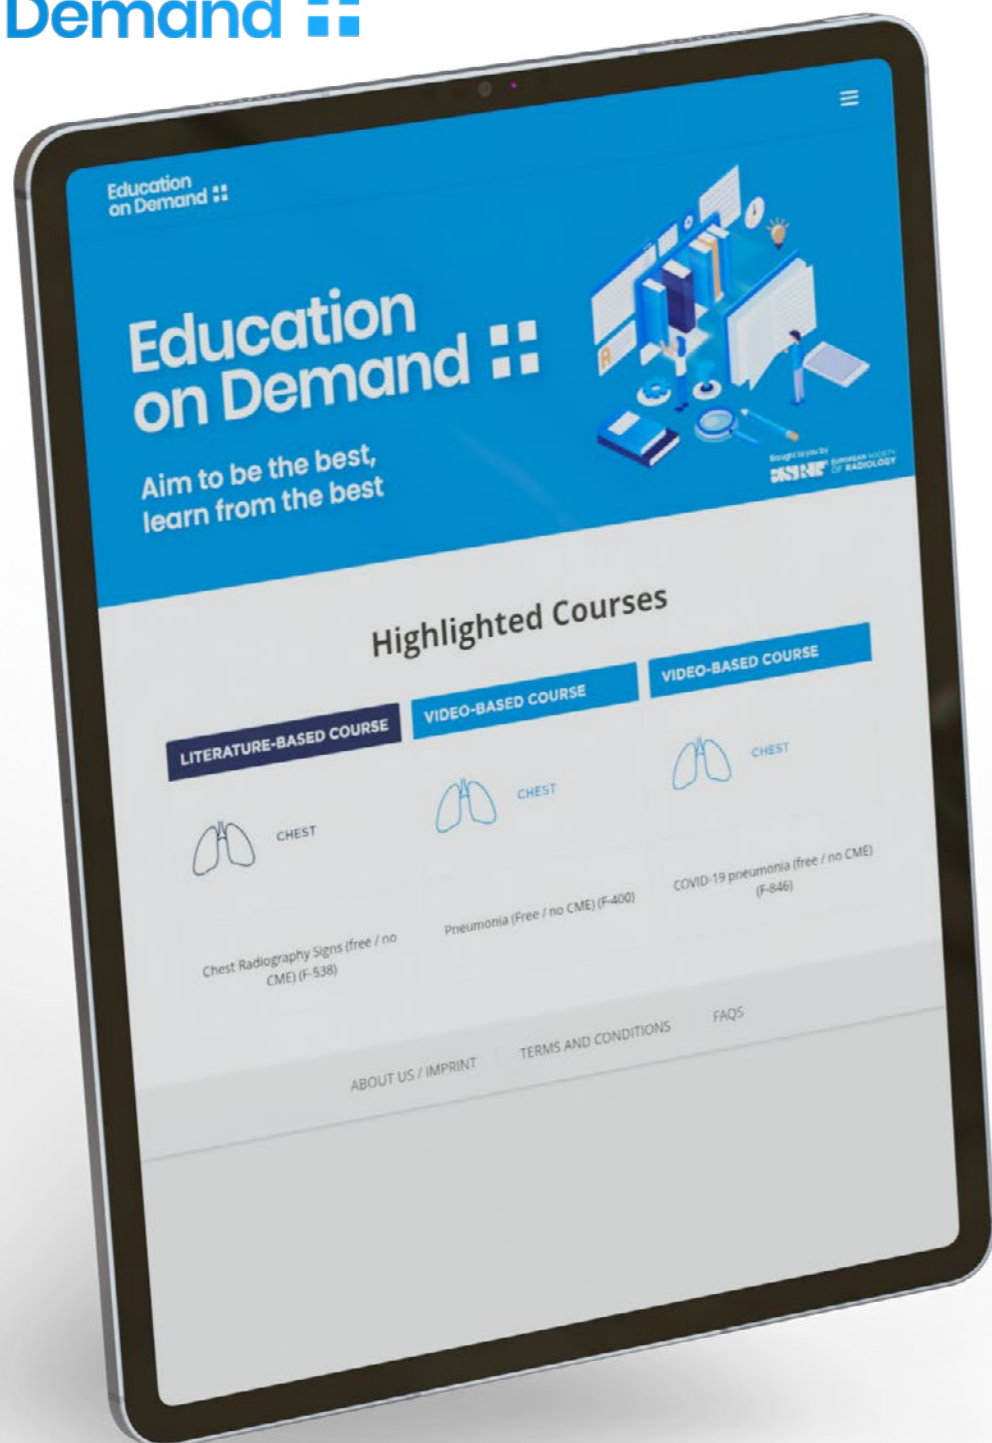 Demand
Education
on Demand
Education
on Demand
Aim to be the best,
learn from the best
Brought to you by
ESR EUROPEAN SOCIETY
OF RADIOLOGY
A
Highlighted Courses
LITERATURE-BASED COURSE
CHEST
Chest Radiography Signs (free / no
CME) (F-538)
VIDEO-BASED COURSE
CHEST
Pneumonia (Free / no CME) (F-400)
VIDEO-BASED COURSE
CHEST
COVID-19 pneumonia (free / no CME)
(F-846)
ABOUT US / IMPRINT
TERMS AND CONDITIONS
FAQS